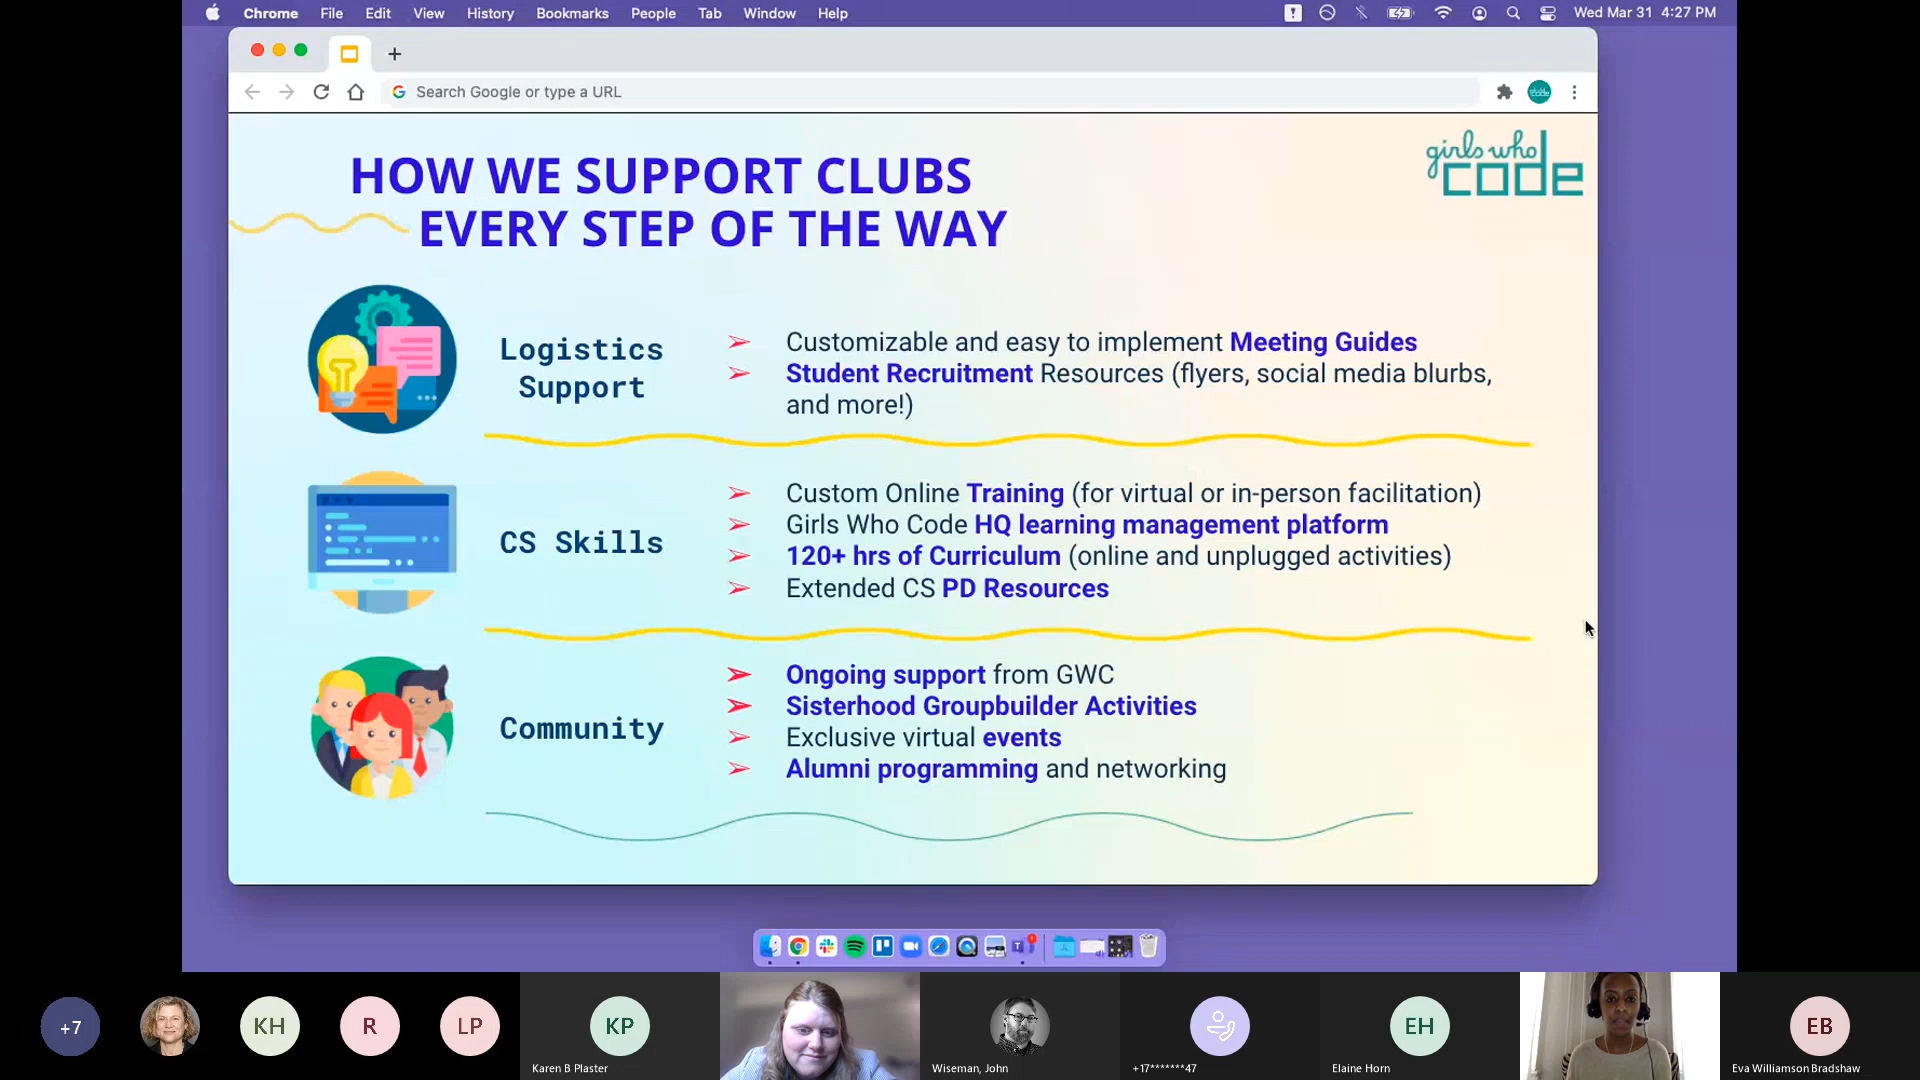 Chrome File Edit View History Bookmarks People Tab Window Help Wed Mar 31 4:27 PM
Search Google or type a URL
girls who
code
HOW WE SUPPORT CLUBS
EVERY STEP OF THE WAY
Logistics
Support
➢ Customizable and easy to implement Meeting Guides
➢ Student Recruitment Resources (flyers, social media blurbs,
and more!)
CS Skills
➢ Custom Online Training (for virtual or in-person facilitation)
➢ Girls Who Code HQ learning management platform
➢ 120+ hrs of Curriculum (online and unplugged activities)
➢ Extended CS PD Resources
Community
➢ Ongoing support from GWC
➢ Sisterhood Groupbuilder Activities
➢ Exclusive virtual events
➢ Alumni programming and networking
+7 KH R LP KP EH EB
Karen B Plaster Wiseman, John +17*******47 Elaine Horn Eva Williamson Bradshaw